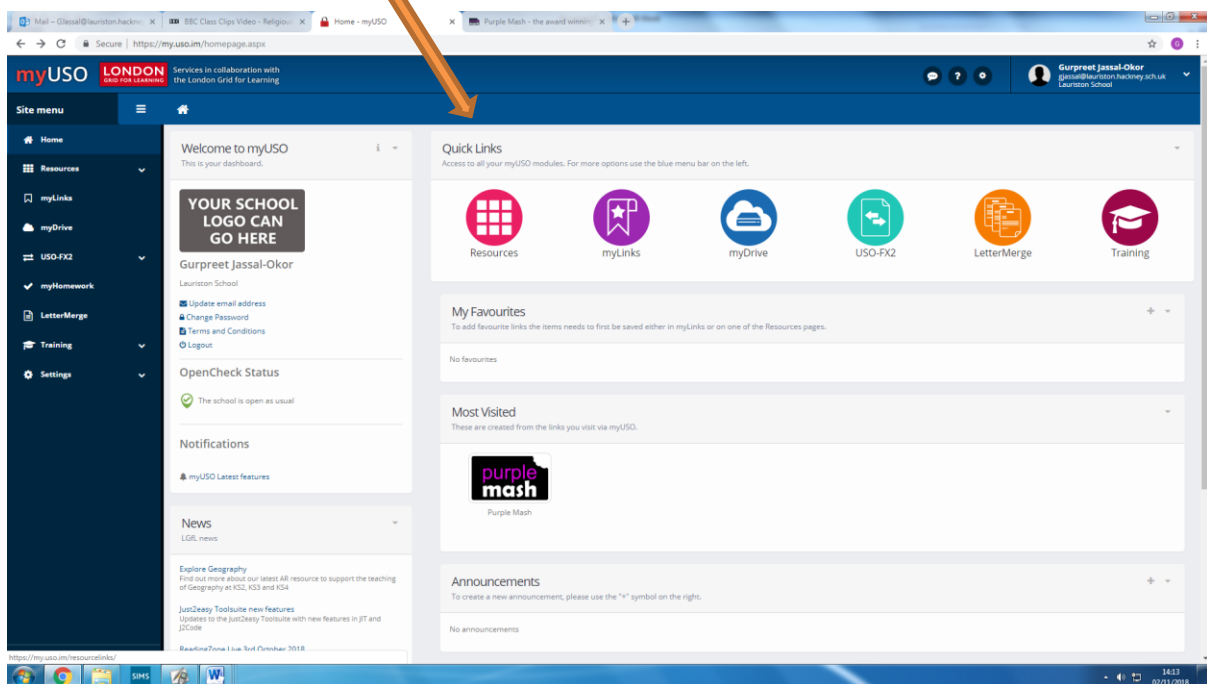 Mail – GJassal@lauriston.hackney
BBC Class Clips Video - Religiou
Home - myUSO
Purple Mash - the award winning
Secure | https://my.uso.im/homepage.aspx
G
myUSO
LONDON
GRID FOR LEARNING
Services in collaboration with
the London Grid for Learning
Gurpreet Jassal-Okor
gjassal@lauriston.hackney.sch.uk
Lauriston School
Site menu
Home
Resources
myLinks
myDrive
USO-FX2
myHomework
LetterMerge
Training
Settings
Welcome to myUSO
This is your dashboard.
YOUR SCHOOL
LOGO CAN
GO HERE
Gurpreet Jassal-Okor
Lauriston School
Update email address
Change Password
Terms and Conditions
Logout
OpenCheck Status
The school is open as usual
Notifications
myUSO Latest features
News
LGfL news
Explore Geography
Find out more about our latest AR resource to support the teaching
of Geography at KS2, KS3 and KS4
Just2easy Toolsuite new features
Updates to the Just2easy Toolsuite with new features in JIT and
J2Code
ReadingZone Live 3rd October 2018
Quick Links
Access to all your myUSO modules. For more options use the blue menu bar on the left.
Resources
myLinks
myDrive
USO-FX2
LetterMerge
Training
My Favourites
To add favourite links the items needs to first be saved either in myLinks or on one of the Resources pages.
No favourites
Most Visited
These are created from the links you visit via myUSO.
purple
mash
Purple Mash
Announcements
To create a new announcement, please use the "+" symbol on the right.
No announcements
https://my.uso.im/resourcelinks/
SIMS
W
14:13
02/11/2018